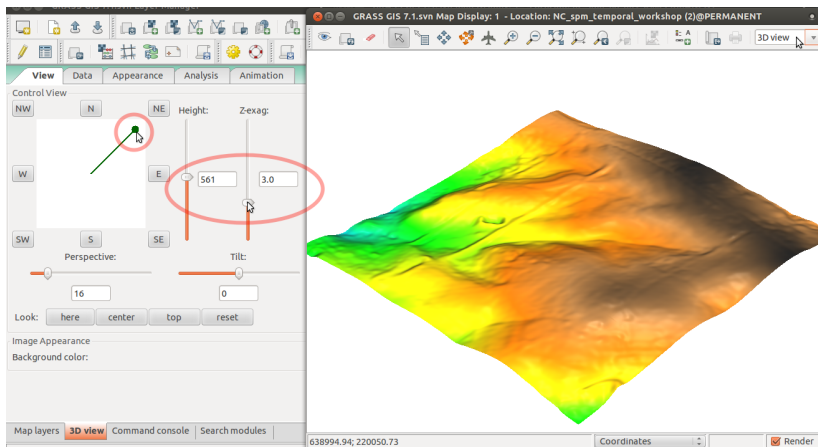 GRASS GIS 7.1.svn Map Display: 1 - Location: NC_spm_temporal_workshop (2)@PERMANENT
3D view
View Data Appearance Analysis Animation
Control View
NW N NE Height: Z-exag:
W E 561 3.0
SW S SE
Perspective: Tilt:
16 0
Look: here center top reset
Image Appearance
Background color:
Map layers 3D view Command console Search modules
638994.94; 220050.73 Coordinates Render